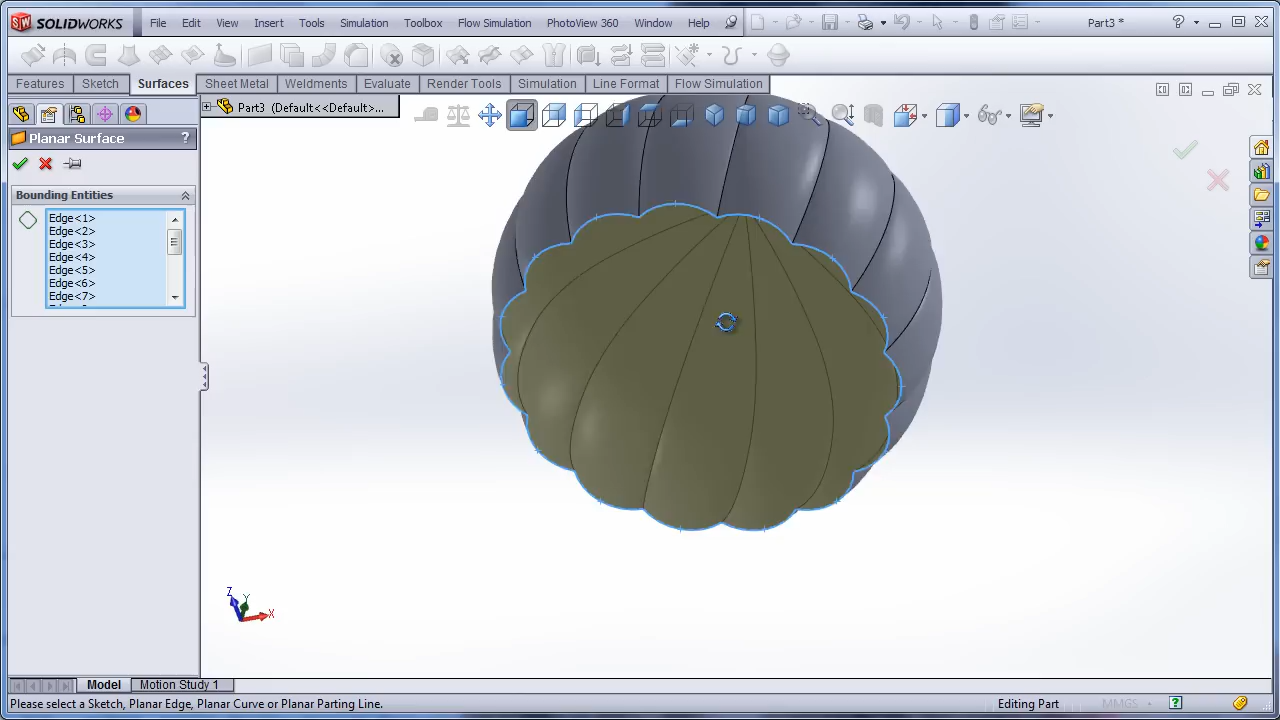 SOLIDWORKS File Edit View Insert Tools Simulation Toolbox Flow Simulation PhotoView 360 Window Help Part3 * ?
Features Sketch Surfaces Sheet Metal Weldments Evaluate Render Tools Simulation Line Format Flow Simulation
Part3 (Default<<Default>...
Planar Surface ?
Bounding Entities
Edge<1>
Edge<2>
Edge<3>
Edge<4>
Edge<5>
Edge<6>
Edge<7>
Z Y X
Model Motion Study 1
Please select a Sketch, Planar Edge, Planar Curve or Planar Parting Line. Editing Part MMGS ?